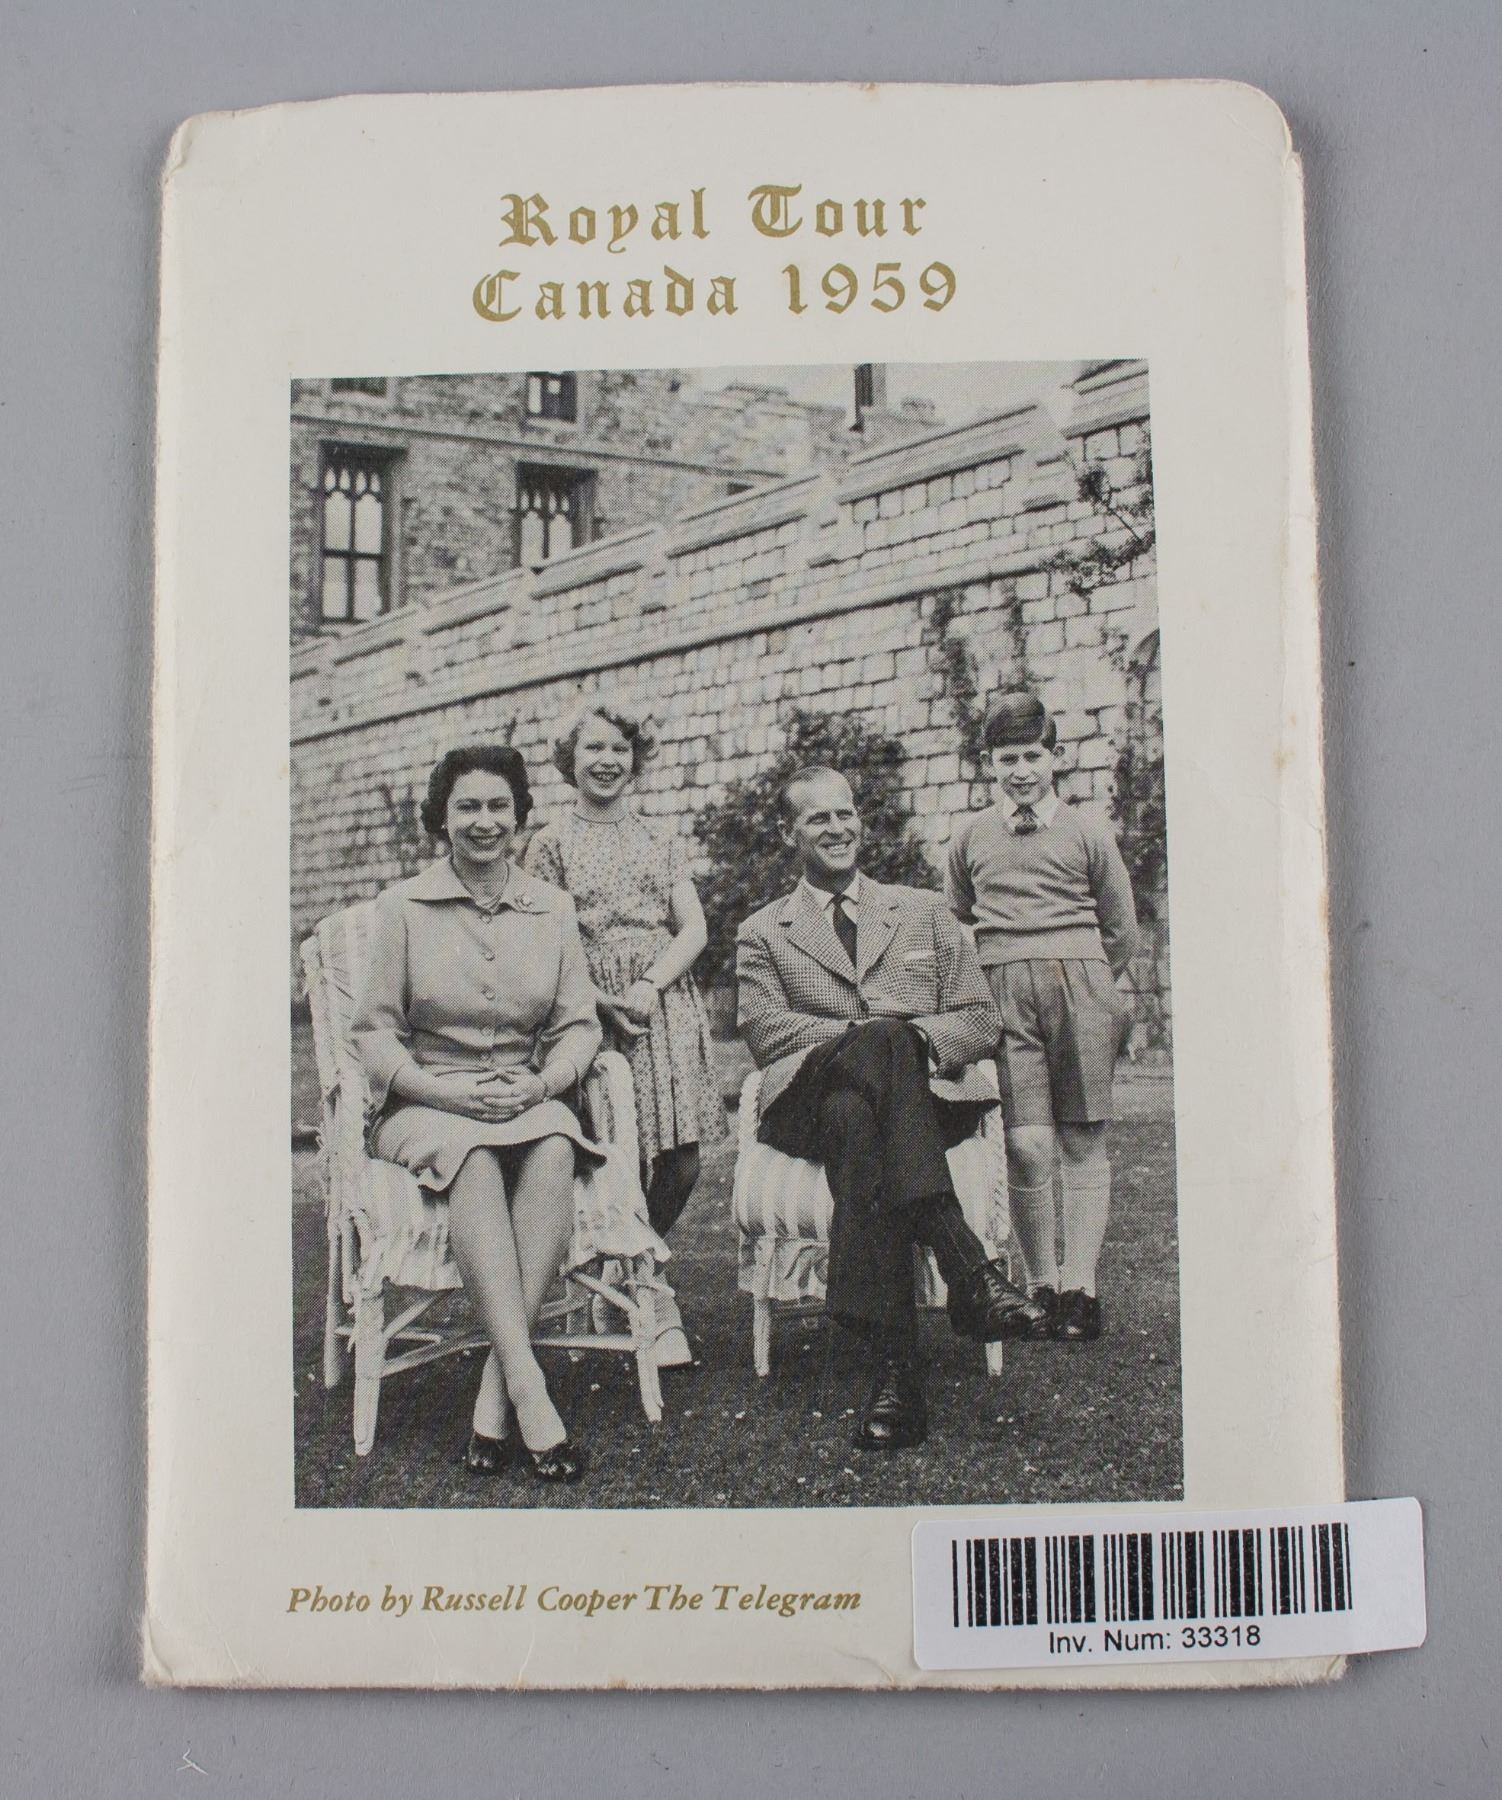 Royal Tour
Canada 1959
Photo by Russell Cooper The Telegram
Inv. Num: 33318